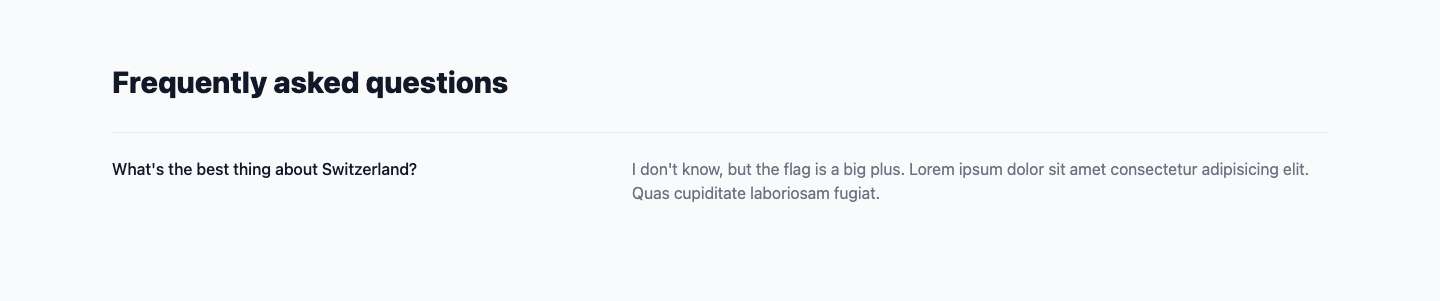 Frequently asked questions
What's the best thing about Switzerland?
I don't know, but the flag is a big plus. Lorem ipsum dolor sit amet consectetur adipisicing elit.
Quas cupiditate laboriosam fugiat.